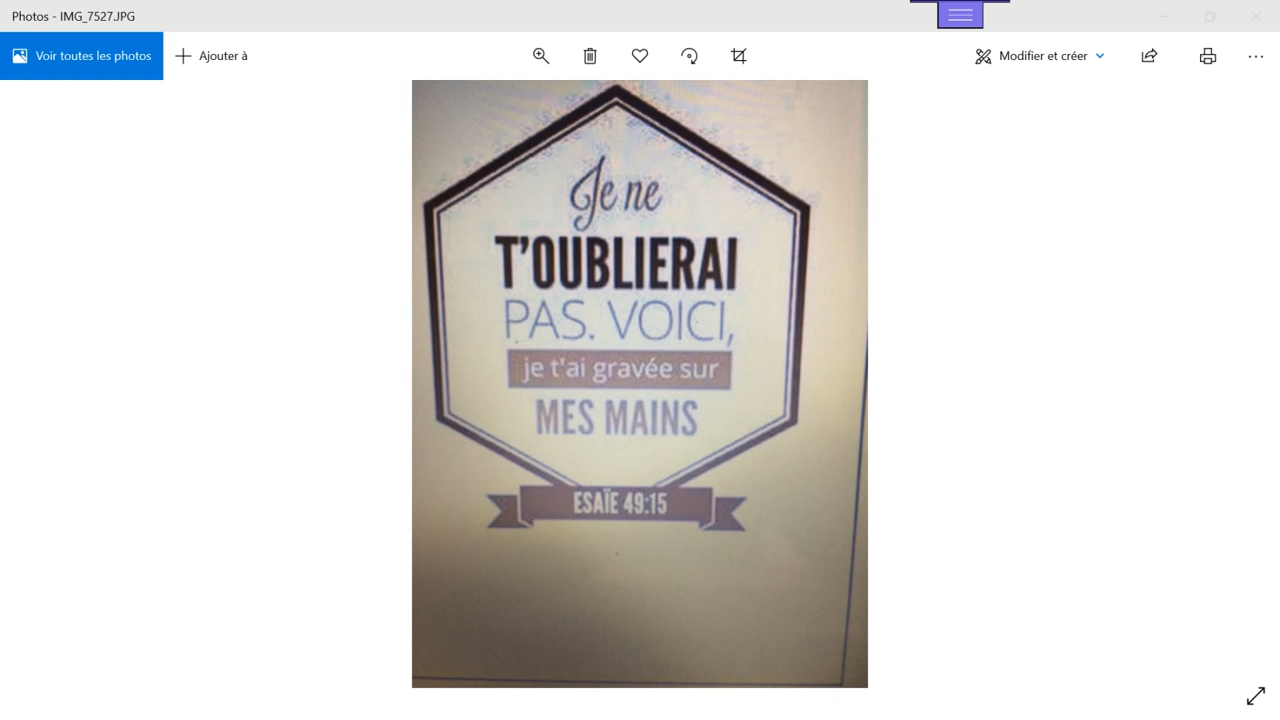 Photos - IMG_7527.JPG
Voir toutes les photos
Ajouter à
Modifier et créer
Je ne
T'OUBLIERAI
PAS. VOICI,
je t'ai gravée sur
MES MAINS
ESAÏE 49:15